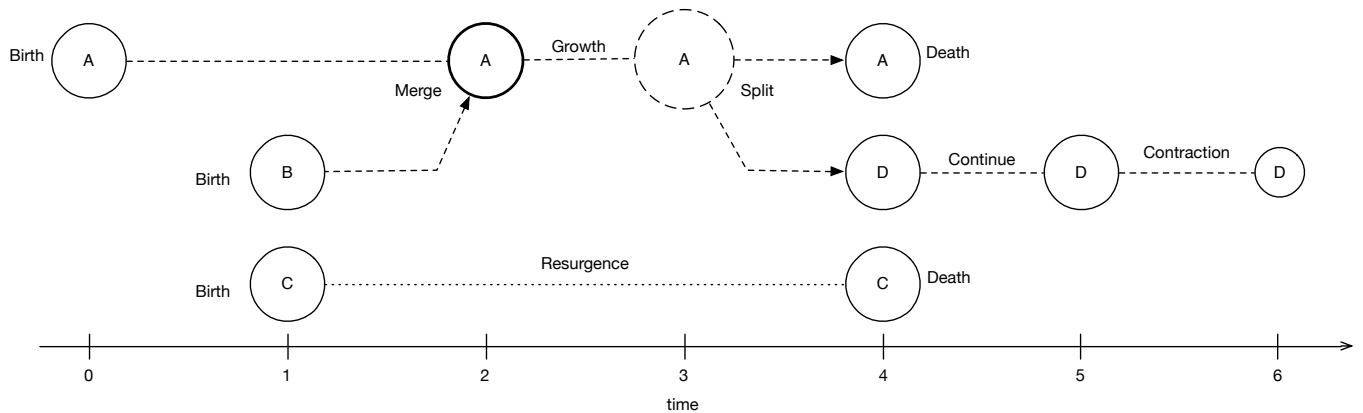 Birth
A
A
Growth
A
A
Death
Merge
Split
Birth
B
D
Continue
D
Contraction
D
Birth
C
Resurgence
C
Death
0
1
2
3
4
5
6
time